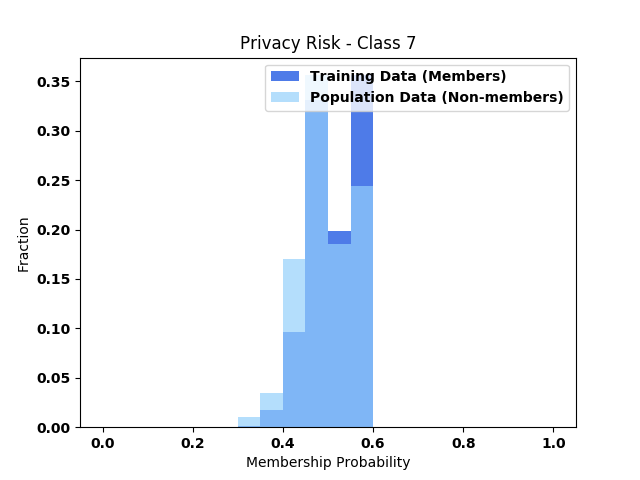 Privacy Risk - Class 7
Training Data (Members)
Population Data (Non-members)
Fraction
0.35
0.30
0.25
0.20
0.15
0.10
0.05
0.00
0.0 0.2 0.4 0.6 0.8 1.0
Membership Probability